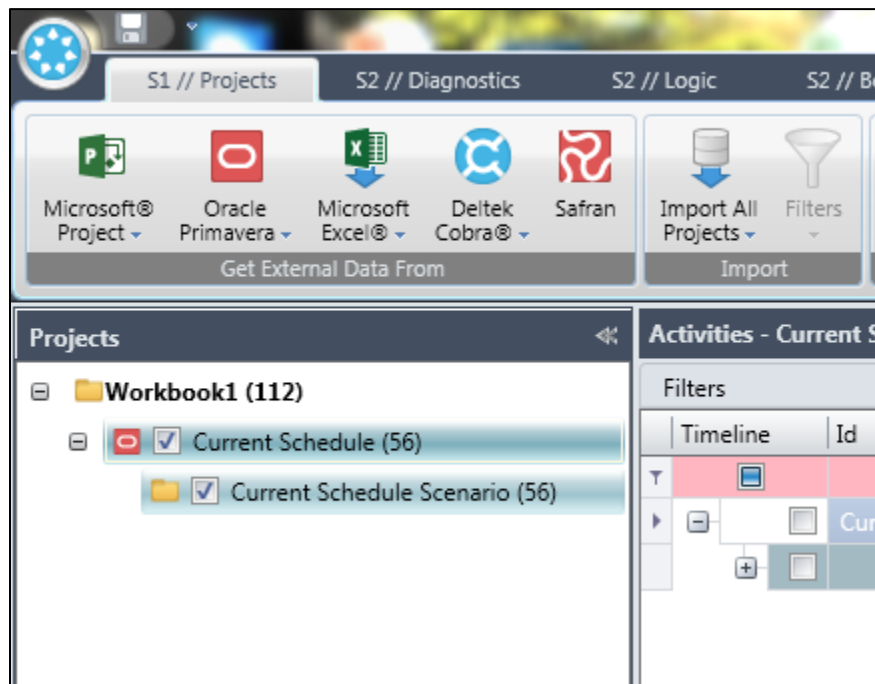 S1 // Projects
S2 // Diagnostics
S2 // Logic
S2 // B
Microsoft®
Project
Oracle
Primavera
Microsoft
Excel®
Deltek
Cobra®
Safran
Import All
Projects
Filters
Get External Data From
Import
Projects
Activities - Current S
Workbook1 (112)
Current Schedule (56)
Current Schedule Scenario (56)
Filters
Timeline
Id
Cur